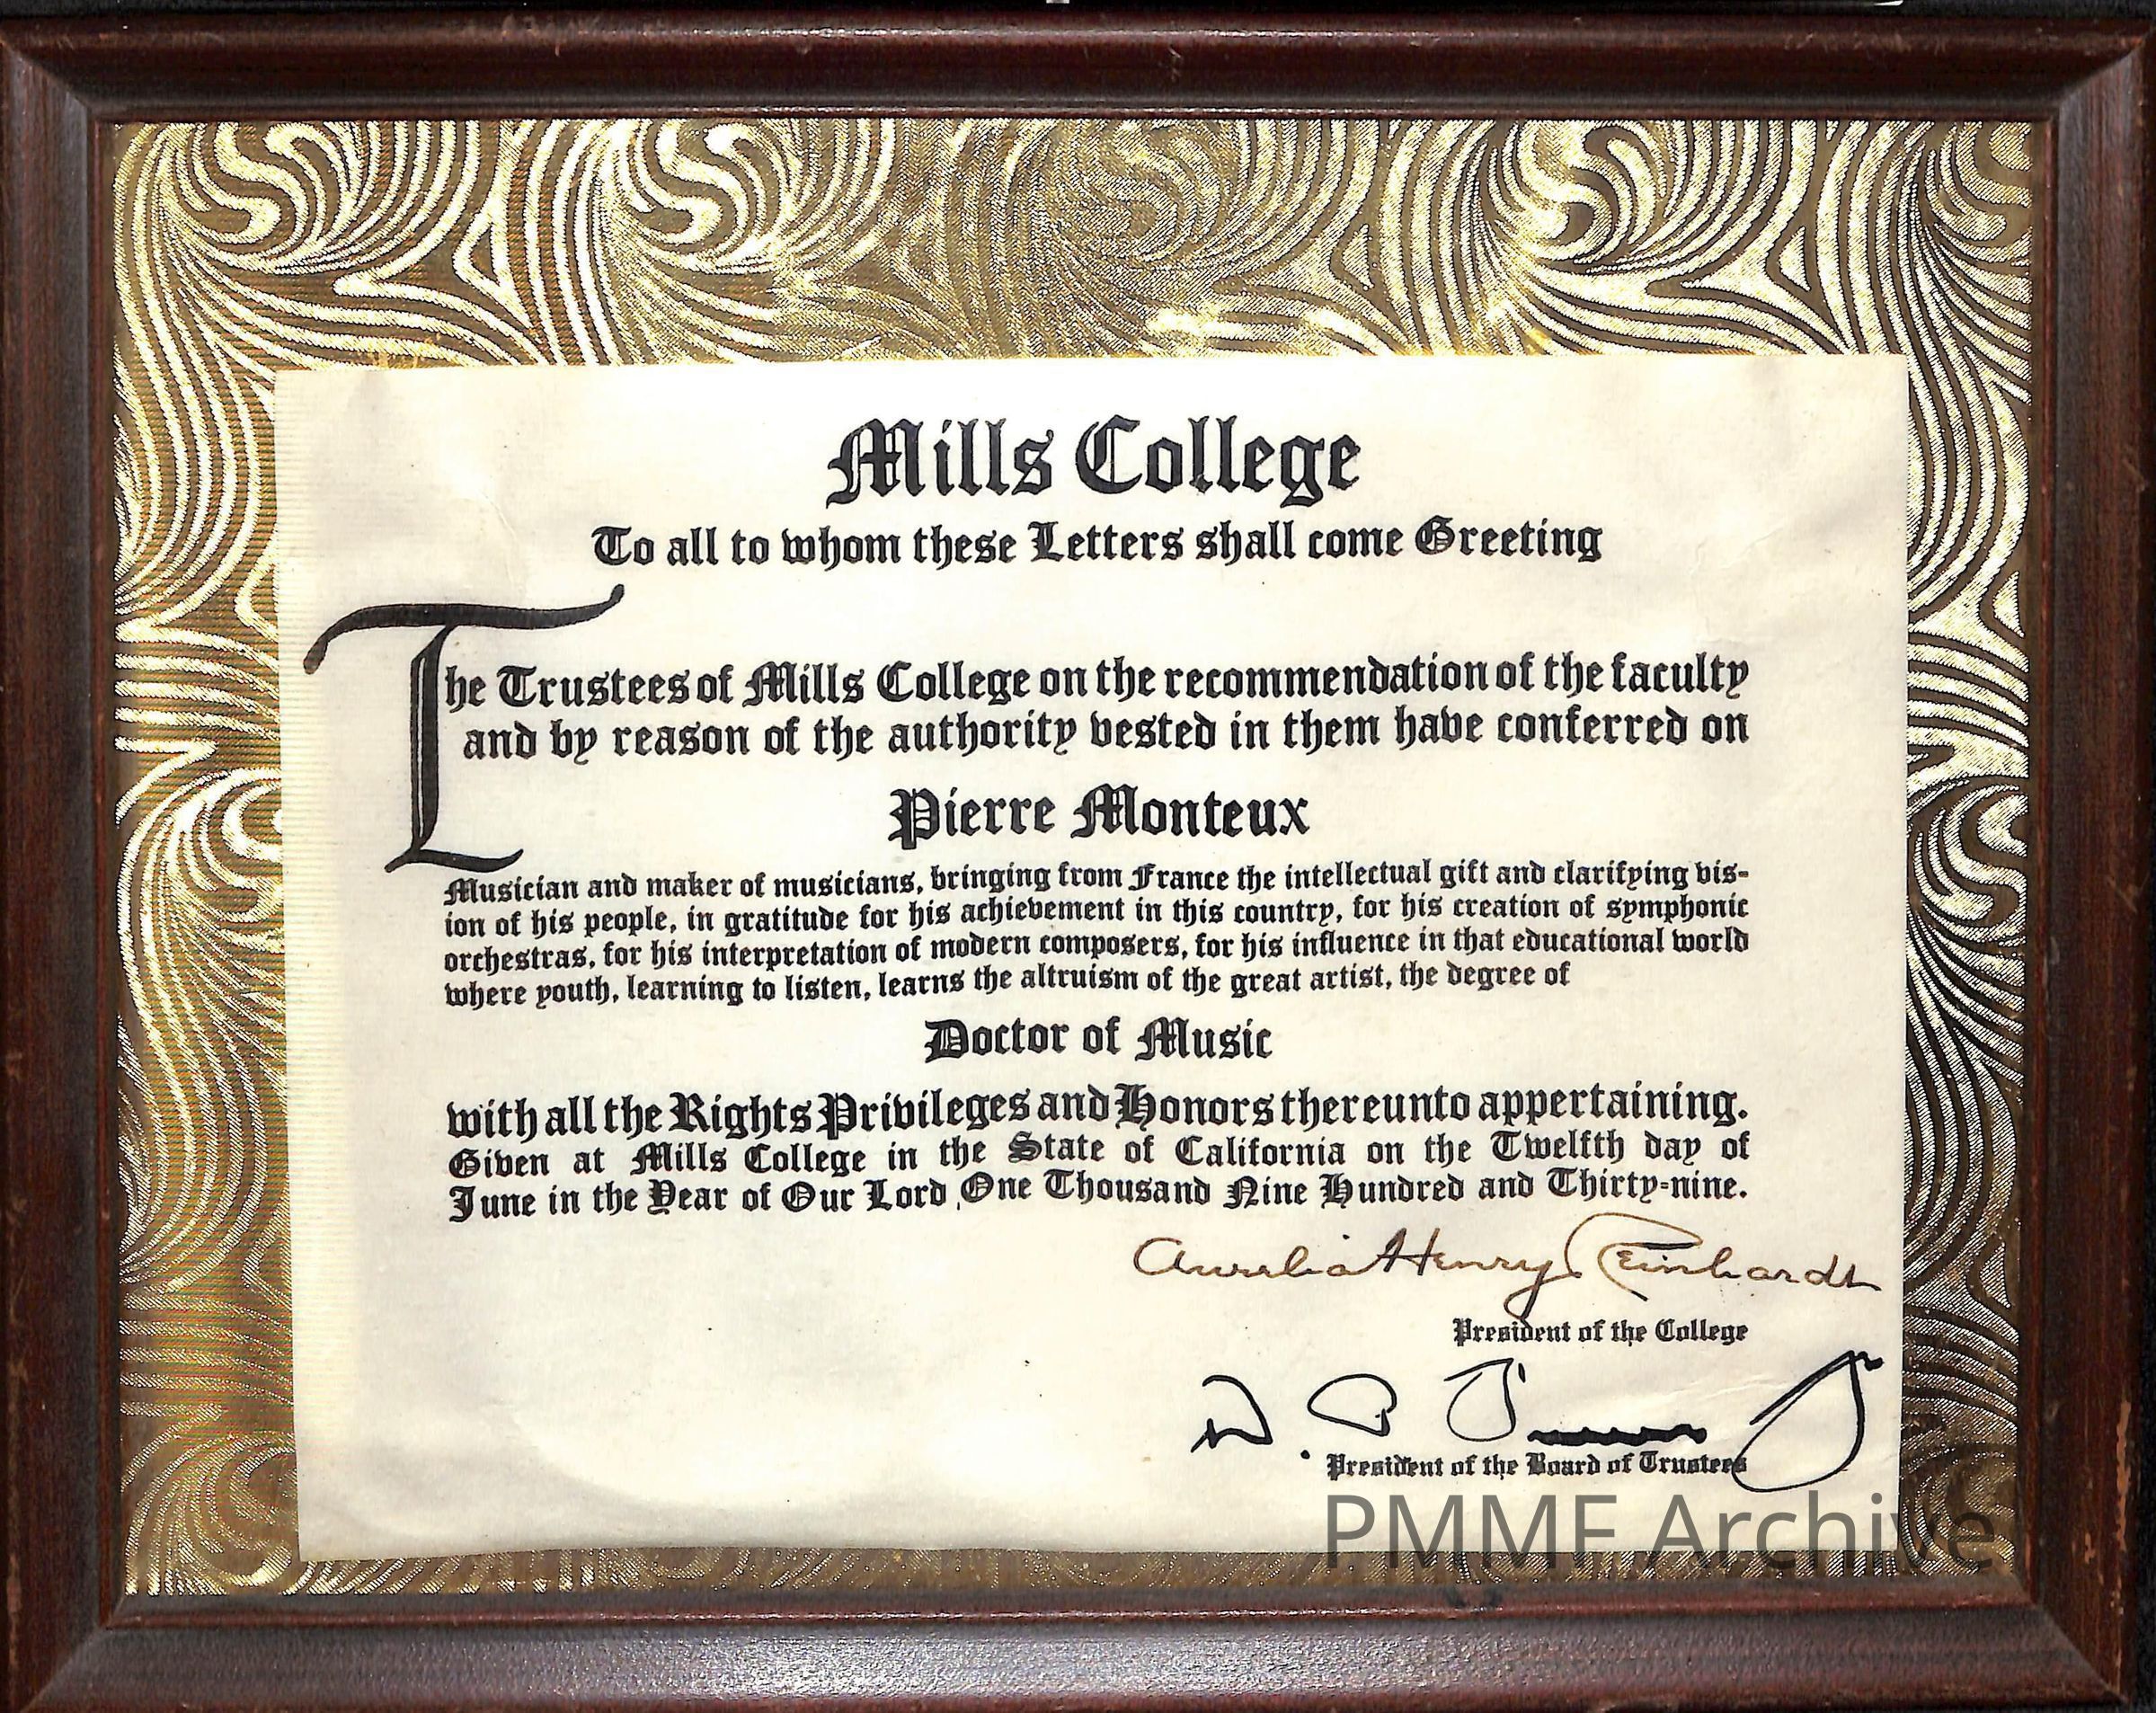 Mills College
To all to whom these Letters shall come Greeting
The Trustees of Mills College on the recommendation of the faculty
and by reason of the authority vested in them have conferred on
Pierre Monteux
Musician and maker of musicians, bringing from France the intellectual gift and clarifying vis-
ion of his people, in gratitude for his achievement in this country, for his creation of symphonic
orchestras, for his interpretation of modern composers, for his influence in that educational world
where youth, learning to listen, learns the altruism of the great artist, the degree of
Doctor of Music
with all the Rights Privileges and Honors thereunto appertaining.
Given at Mills College in the State of California on the Twelfth day of
June in the Year of Our Lord One Thousand Nine Hundred and Thirty-nine.
Aurelia Henry Reinhardt
President of the College
President of the Board of Trustees
PMMF Archive